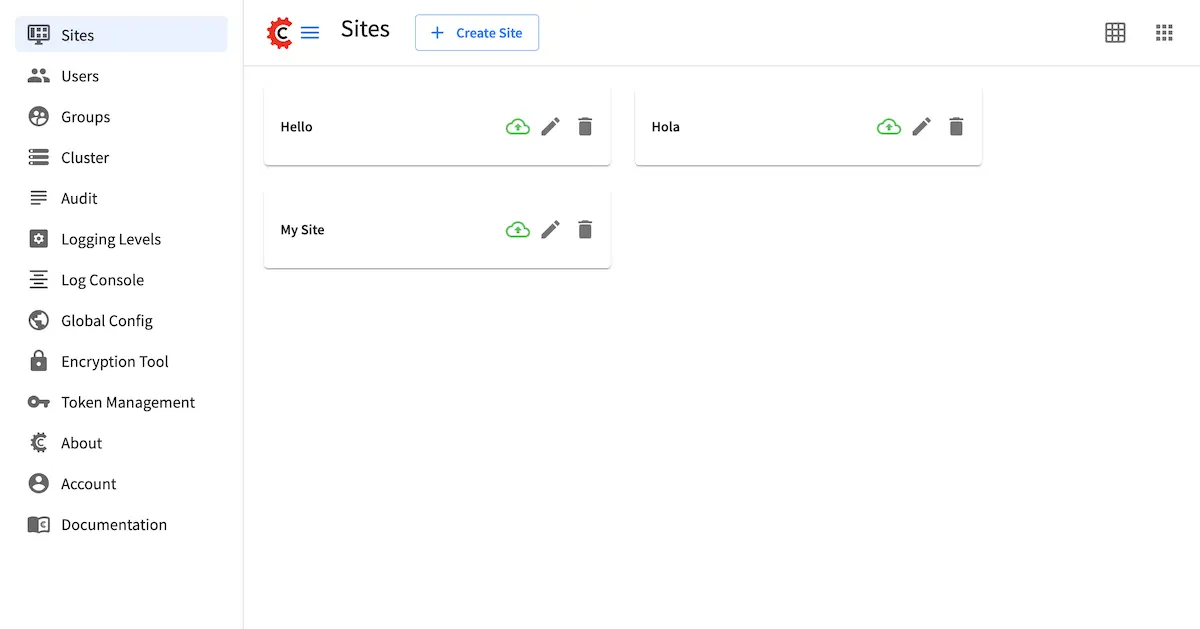 Sites
Users
Groups
Cluster
Audit
Logging Levels
Log Console
Global Config
Encryption Tool
Token Management
About
Account
Documentation
Sites
Create Site
Hello
Hola
My Site